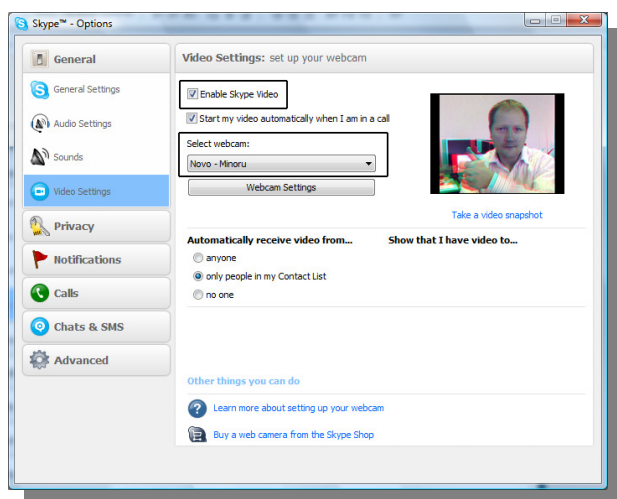 Skype™ - Options
General
General Settings
Audio Settings
Sounds
Video Settings
Privacy
Notifications
Calls
Chats & SMS
Advanced
Video Settings: set up your webcam
Enable Skype Video
Start my video automatically when I am in a call
Select webcam:
Novo - Minoru
Webcam Settings
Take a video snapshot
Automatically receive video from...
Show that I have video to...
anyone
only people in my Contact List
no one
Other things you can do
Learn more about setting up your webcam
Buy a web camera from the Skype Shop